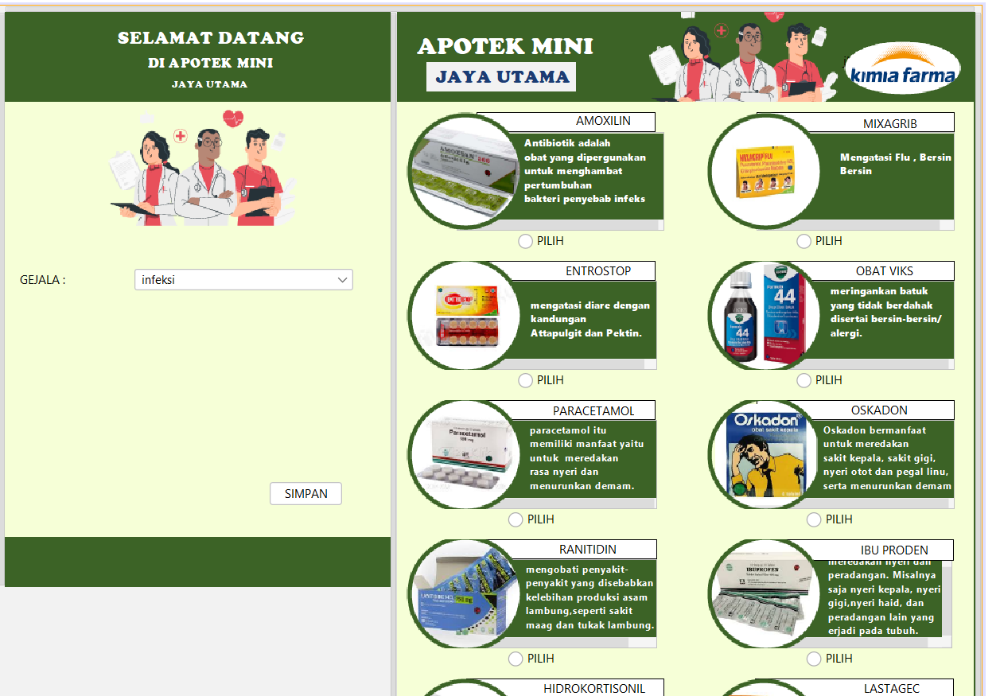 SELAMAT DATANG
DI APOTEK MINI
JAYA UTAMA
GEJALA :
infeksi
SIMPAN
APOTEK MINI
JAYA UTAMA
kimia farma
AMOXILIN
Antibiotik adalah
obat yang dipergunakan
untuk menghambat
pertumbuhan
bakteri penyebab infeks
PILIH
MIXAGRIB
Mengatasi Flu , Bersin
Bersin
PILIH
ENTROSTOP
mengatasi diare dengan
kandungan
Attapulgit dan Pektin.
PILIH
OBAT VIKS
Formula
44
44
meringankan batuk
yang tidak berdahak
disertai bersin-bersin/
alergi.
PILIH
PARACETAMOL
Paracetamol
500 mg
paracetamol itu
memiliki manfaat yaitu
untuk meredakan
rasa nyeri dan
menurunkan demam.
PILIH
OSKADON
Oskadon
obat sakit kepala
Oskadon bermanfaat
untuk meredakan
sakit kepala, sakit gigi,
nyeri otot dan pegal linu,
serta menurunkan demam
PILIH
RANITIDIN
mengobati penyakit-
penyakit yang disebabkan
kelebihan produksi asam
lambung,seperti sakit
maag dan tukak lambung.
PILIH
IBU PRODEN
IBUPROFEN
meredakan nyeri dan
peradangan. Misalnya
saja nyeri kepala, nyeri
gigi,nyeri haid, dan
peradangan lain yang
erjadi pada tubuh.
PILIH
HIDROKORTISONIL
LASTAGEC